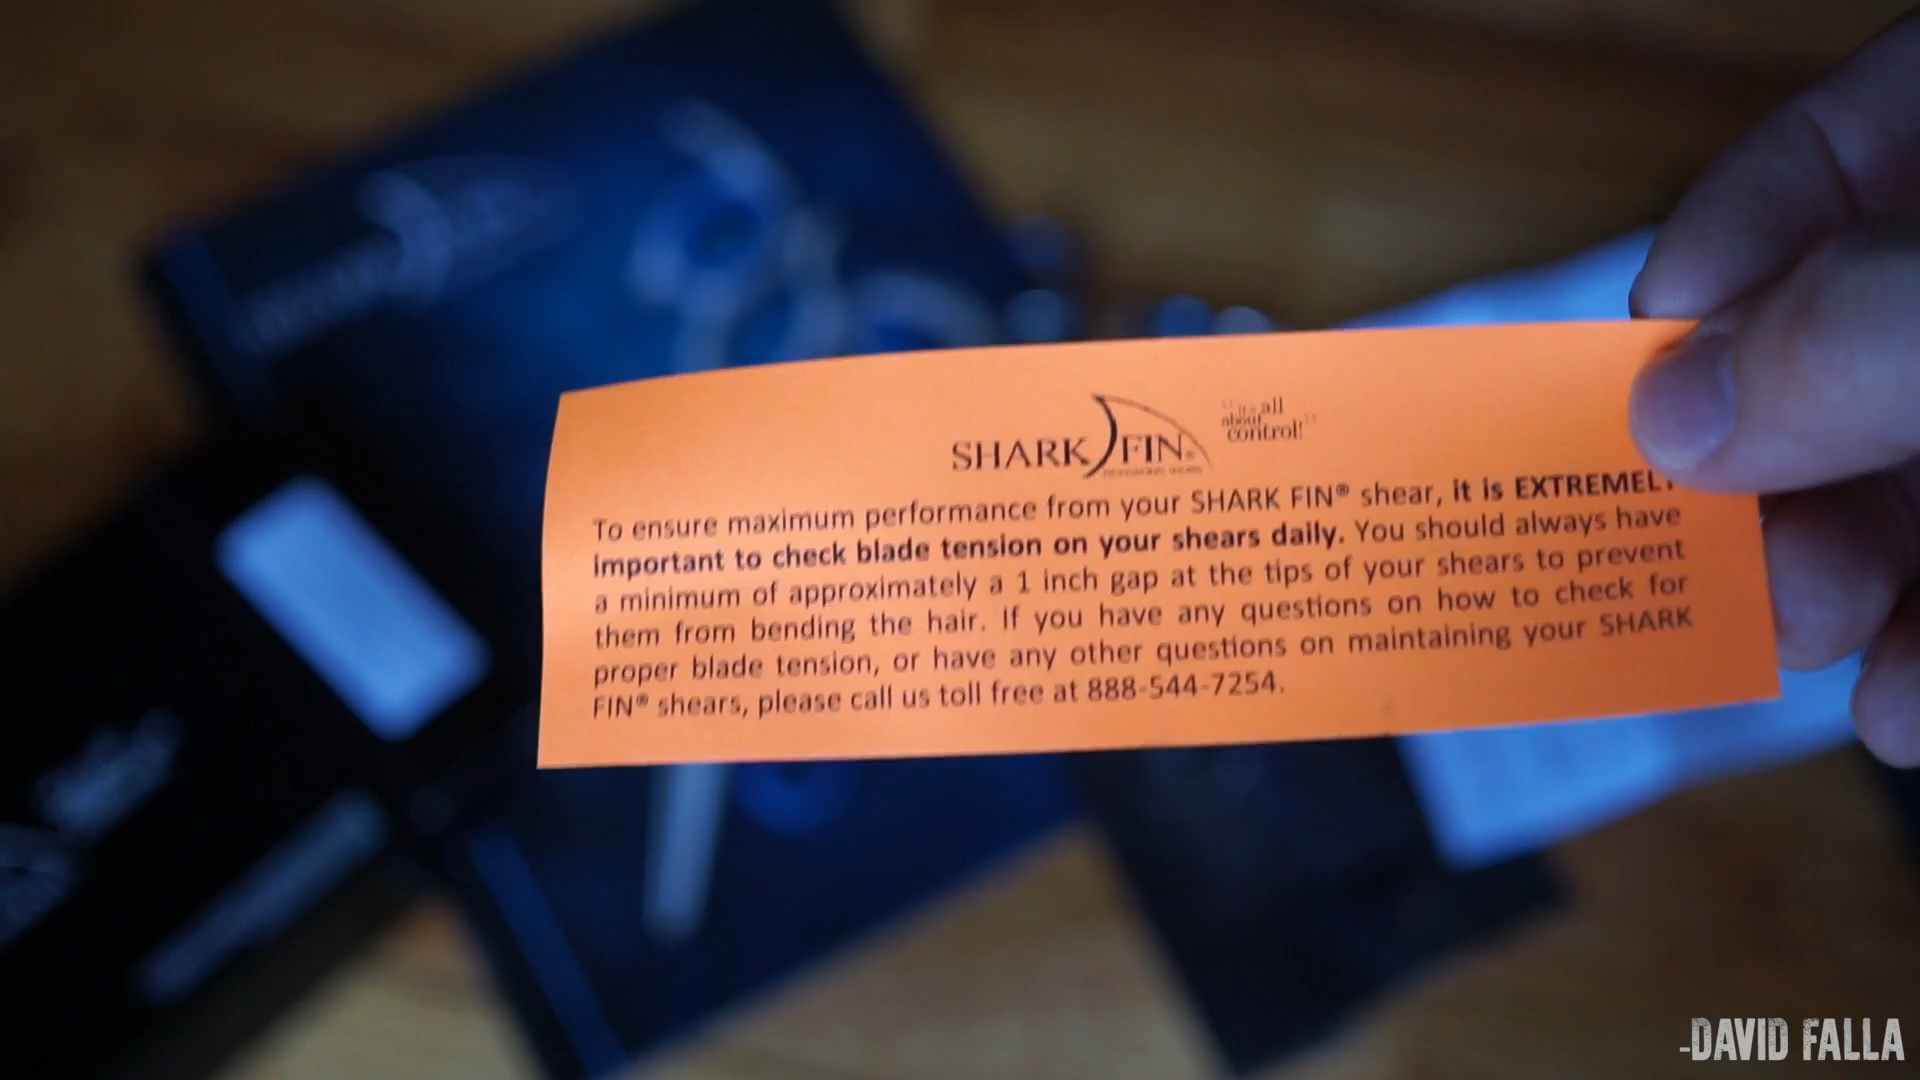 SHARK FIN®
"it's all
about
control!"
To ensure maximum performance from your SHARK FIN® shear, it is EXTREMELY
important to check blade tension on your shears daily. You should always have
a minimum of approximately a 1 inch gap at the tips of your shears to prevent
them from bending the hair. If you have any questions on how to check for
proper blade tension, or have any other questions on maintaining your SHARK
FIN® shears, please call us toll free at 888-544-7254.
-DAVID FALLA